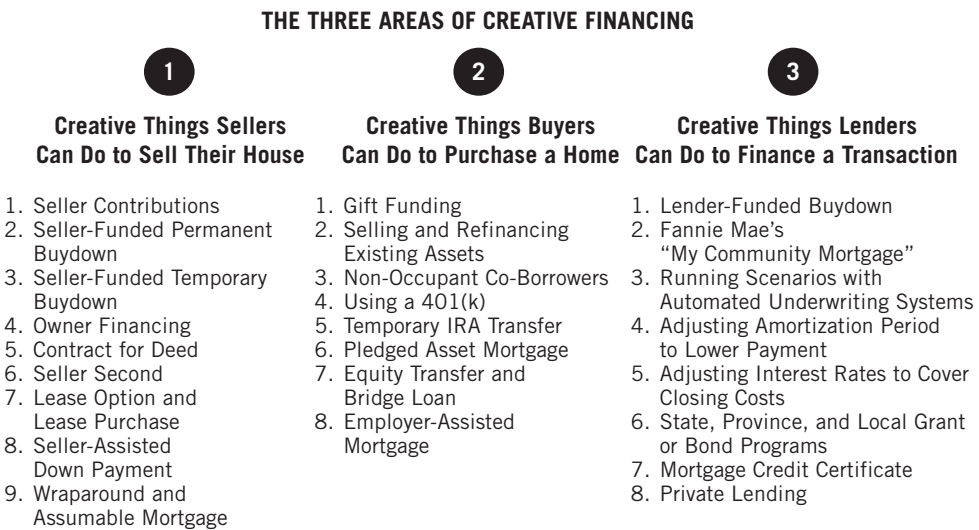 THE THREE AREAS OF CREATIVE FINANCING
1
Creative Things Sellers
Can Do to Sell Their House
1. Seller Contributions
2. Seller-Funded Permanent
Buydown
3. Seller-Funded Temporary
Buydown
4. Owner Financing
5. Contract for Deed
6. Seller Second
7. Lease Option and
Lease Purchase
8. Seller-Assisted
Down Payment
9. Wraparound and
Assumable Mortgage
2
Creative Things Buyers
Can Do to Purchase a Home
1. Gift Funding
2. Selling and Refinancing
Existing Assets
3. Non-Occupant Co-Borrowers
4. Using a 401(k)
5. Temporary IRA Transfer
6. Pledged Asset Mortgage
7. Equity Transfer and
Bridge Loan
8. Employer-Assisted
Mortgage
3
Creative Things Lenders
Can Do to Finance a Transaction
1. Lender-Funded Buydown
2. Fannie Mae’s
“My Community Mortgage”
3. Running Scenarios with
Automated Underwriting Systems
4. Adjusting Amortization Period
to Lower Payment
5. Adjusting Interest Rates to Cover
Closing Costs
6. State, Province, and Local Grant
or Bond Programs
7. Mortgage Credit Certificate
8. Private Lending